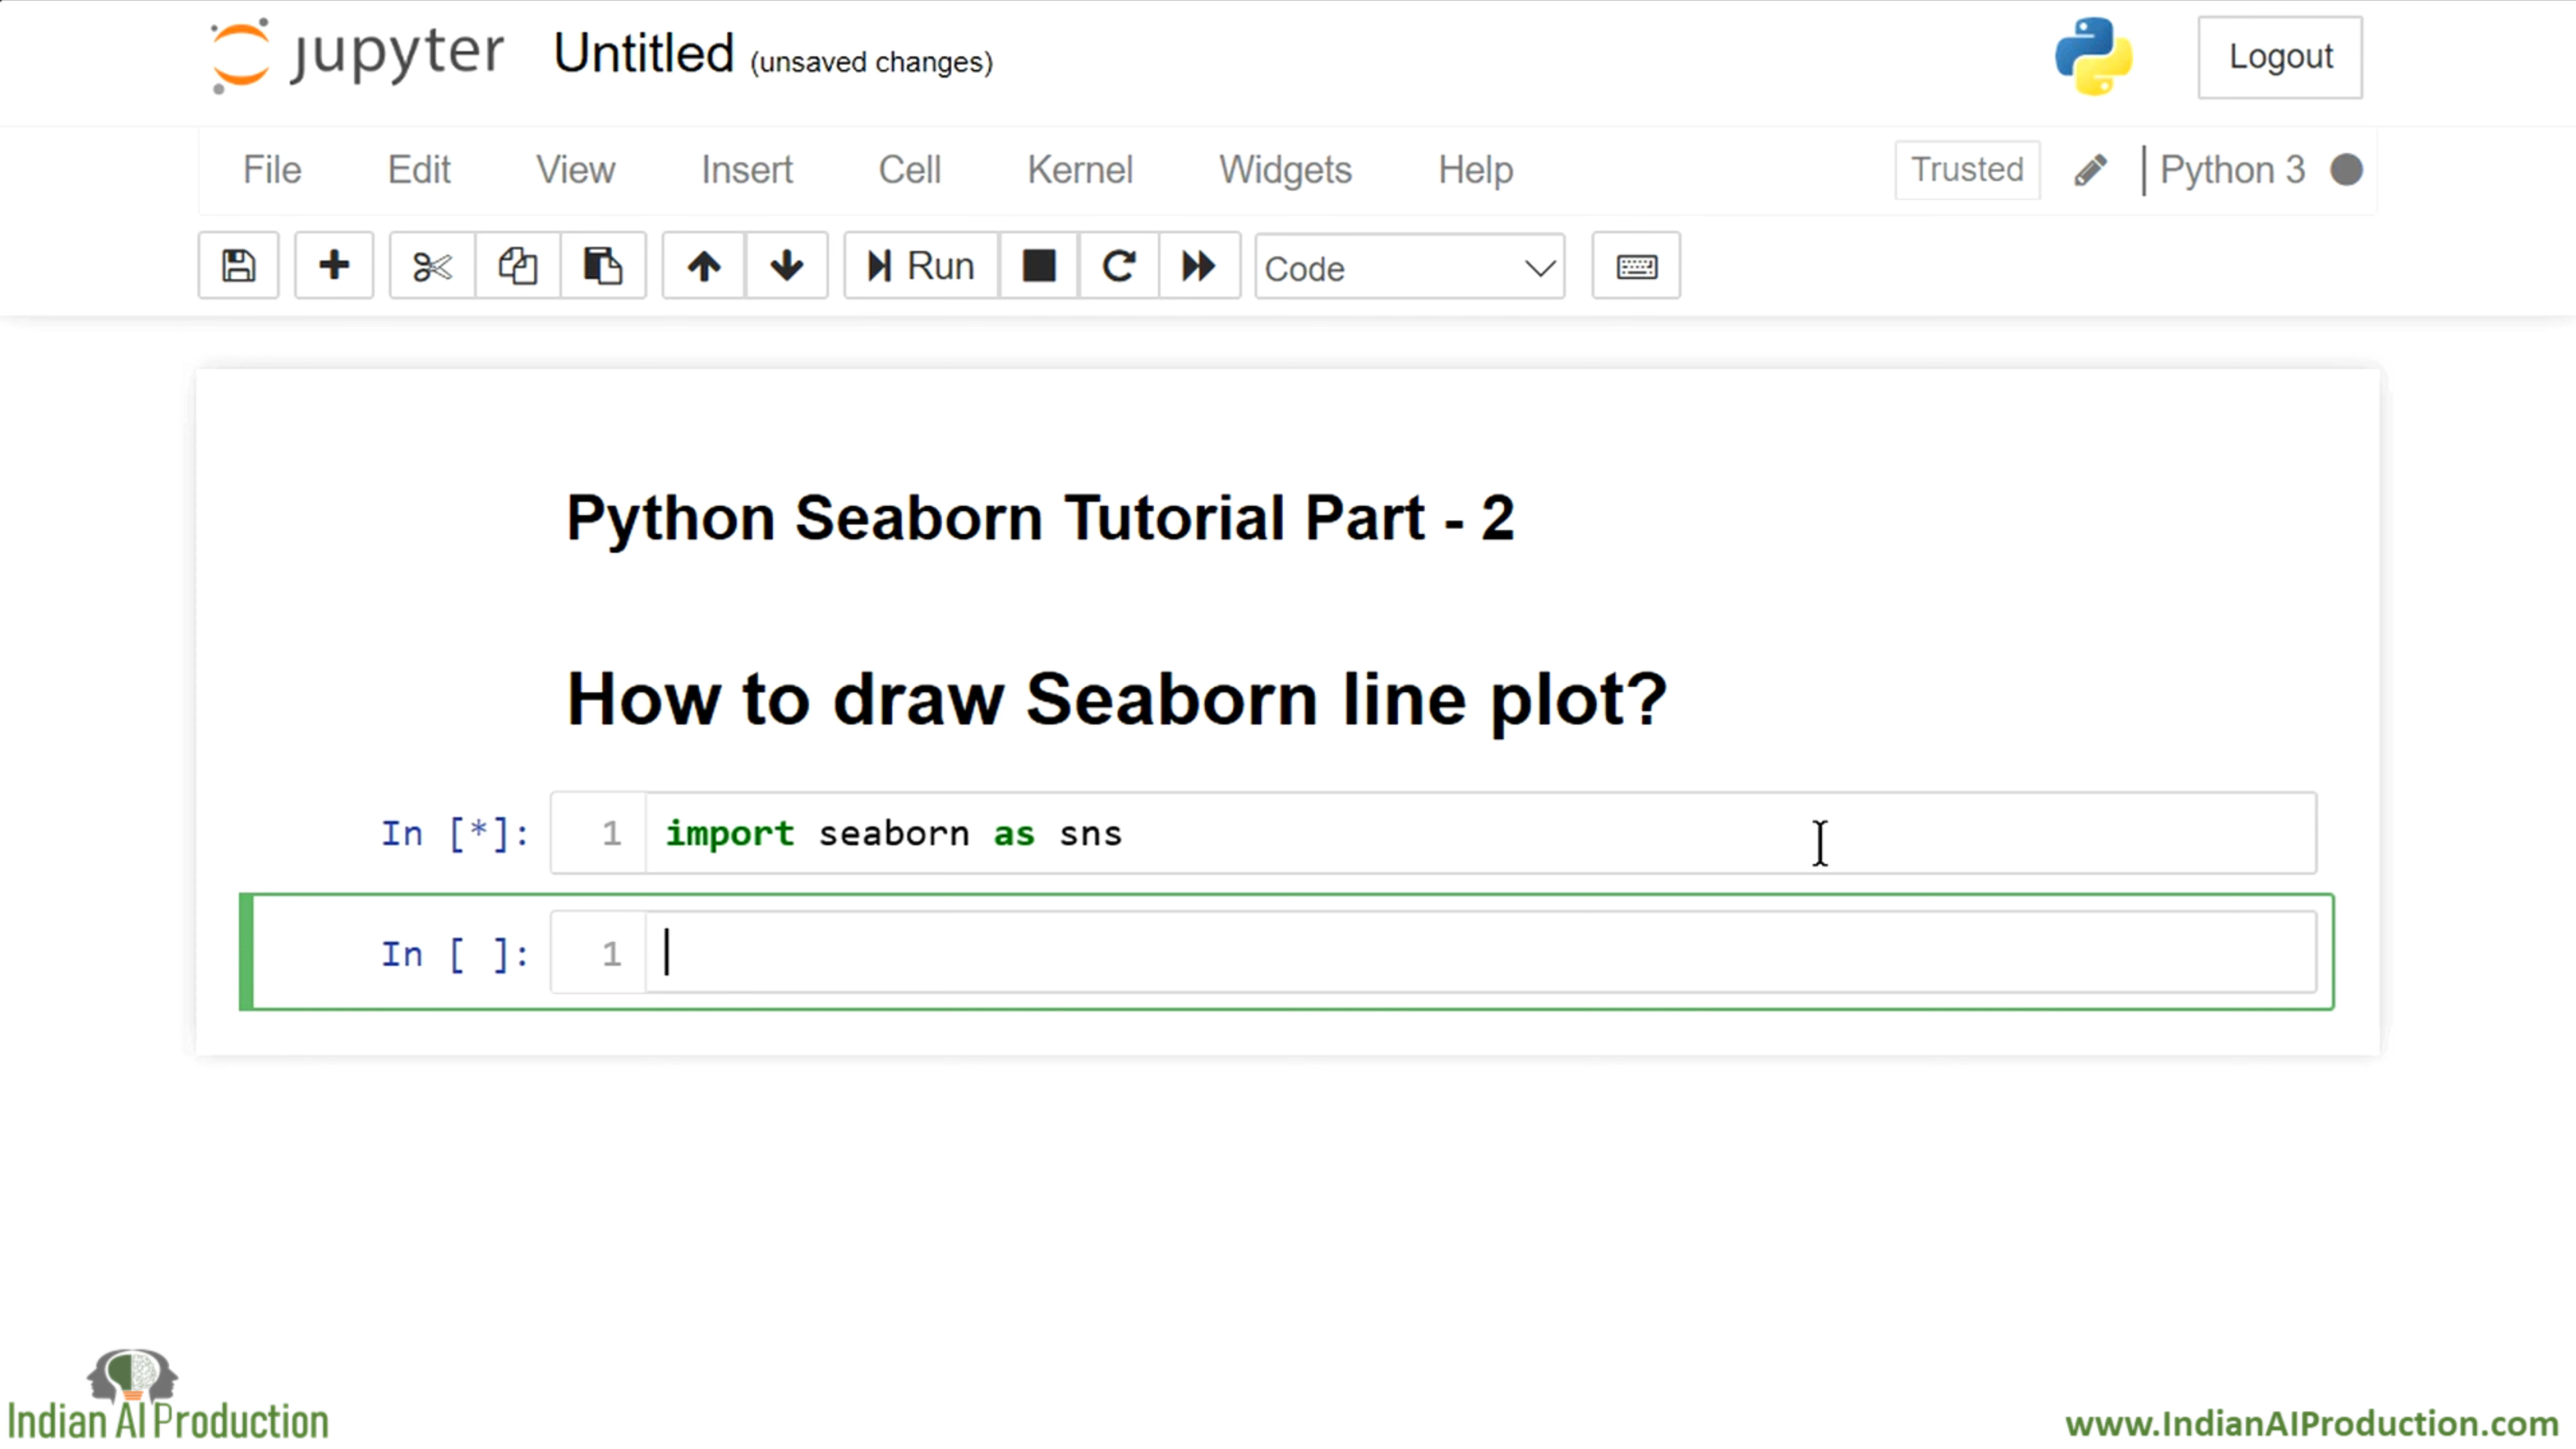 jupyter Untitled (unsaved changes) Logout
File Edit View Insert Cell Kernel Widgets Help Trusted Python 3
Run Code
Python Seaborn Tutorial Part - 2
How to draw Seaborn line plot?
In [*]: 1 import seaborn as sns
In [ ]: 1
Indian AI Production
www.IndianAIProduction.com